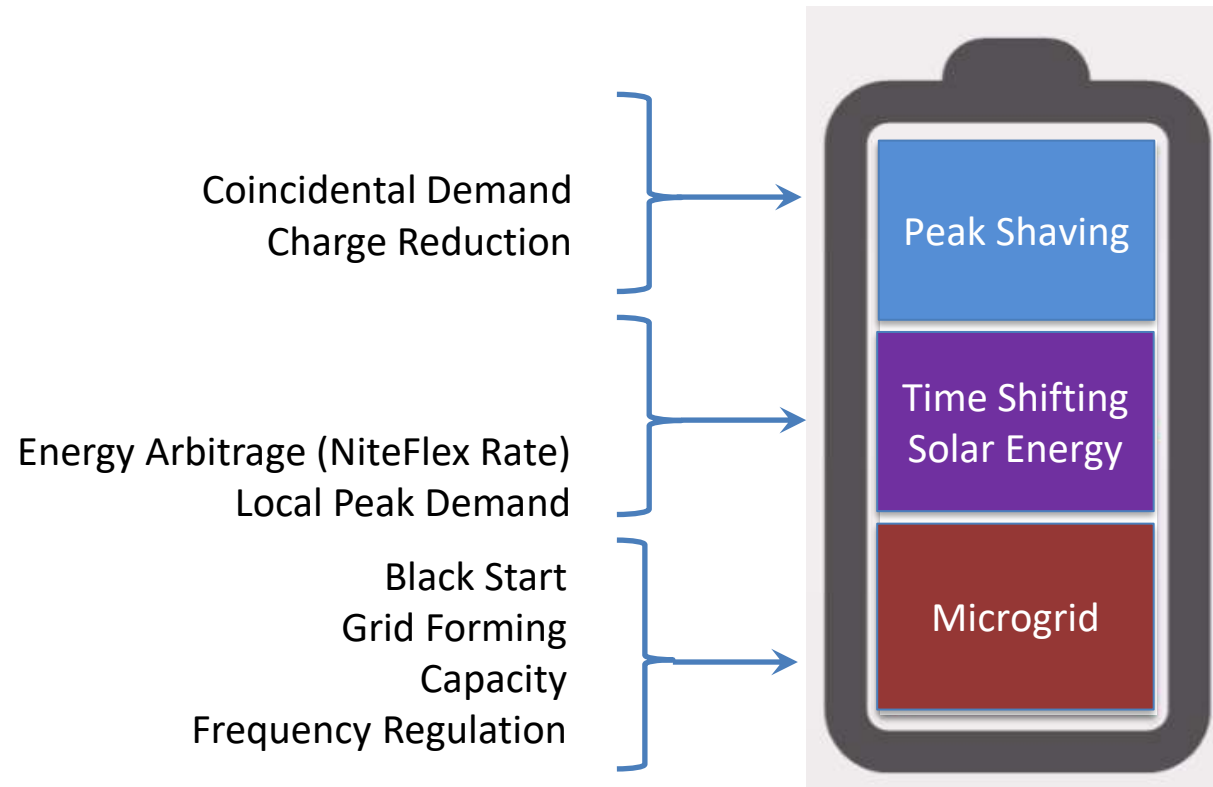 Coincidental Demand
Charge Reduction
Peak Shaving
Energy Arbitrage (NiteFlex Rate)
Local Peak Demand
Time Shifting
Solar Energy
Black Start
Grid Forming
Capacity
Frequency Regulation
Microgrid